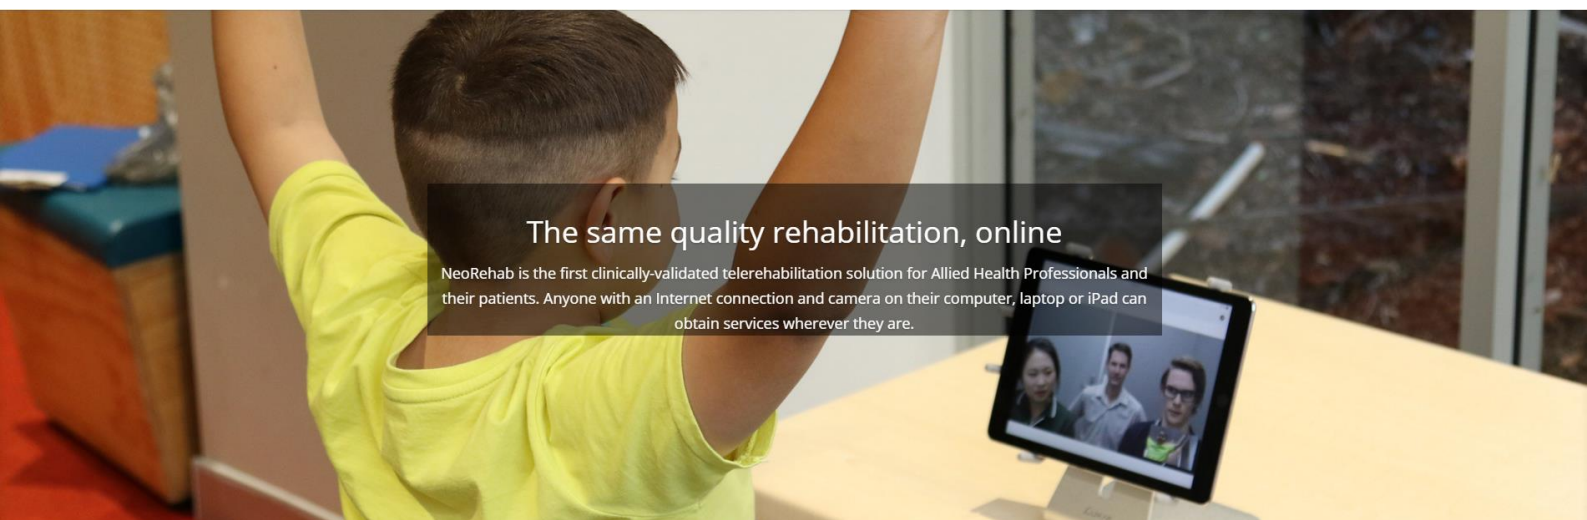 The same quality rehabilitation, online
NeoRehab is the first clinically-validated telerehabilitation solution for Allied Health Professionals and
their patients. Anyone with an Internet connection and camera on their computer, laptop or iPad can
obtain services wherever they are.